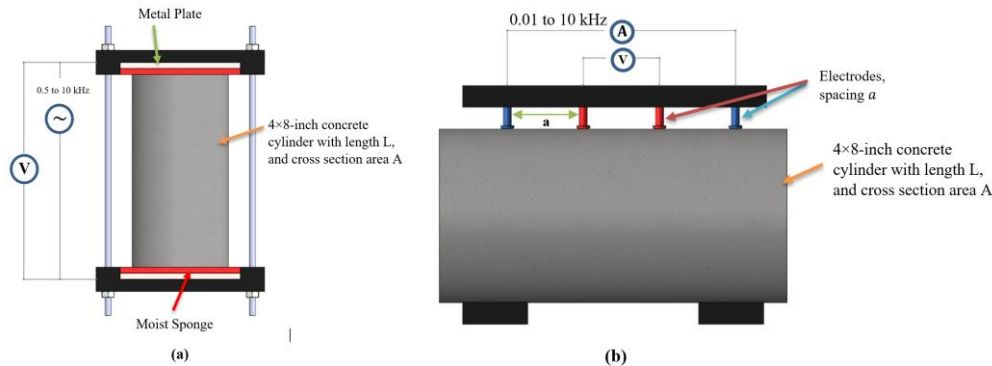 Metal Plate
0.5 to 10 kHz
~
V
4×8-inch concrete
cylinder with length L,
and cross section area A
Moist Sponge
(a)
0.01 to 10 kHz
A
V
a
Electrodes,
spacing a
4×8-inch concrete
cylinder with length L,
and cross section area A
(b)